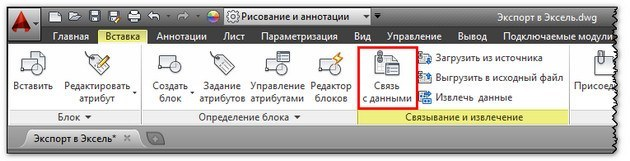 Рисование и аннотации
Экспорт в Эксель.dwg
Главная Вставка Аннотации Лист Параметризация Вид Управление Вывод Подключаемые модули
Вставить
Редактировать
атрибут
Создать
блок
Задание
атрибутов
Управление
атрибутами
Редактор
блоков
Связь
с данными
Загрузить из источника
Выгрузить в исходный файл
Извлечь данные
Присоед
Блок
Определение блока
Связывание и извлечение
Экспорт в Эксель*